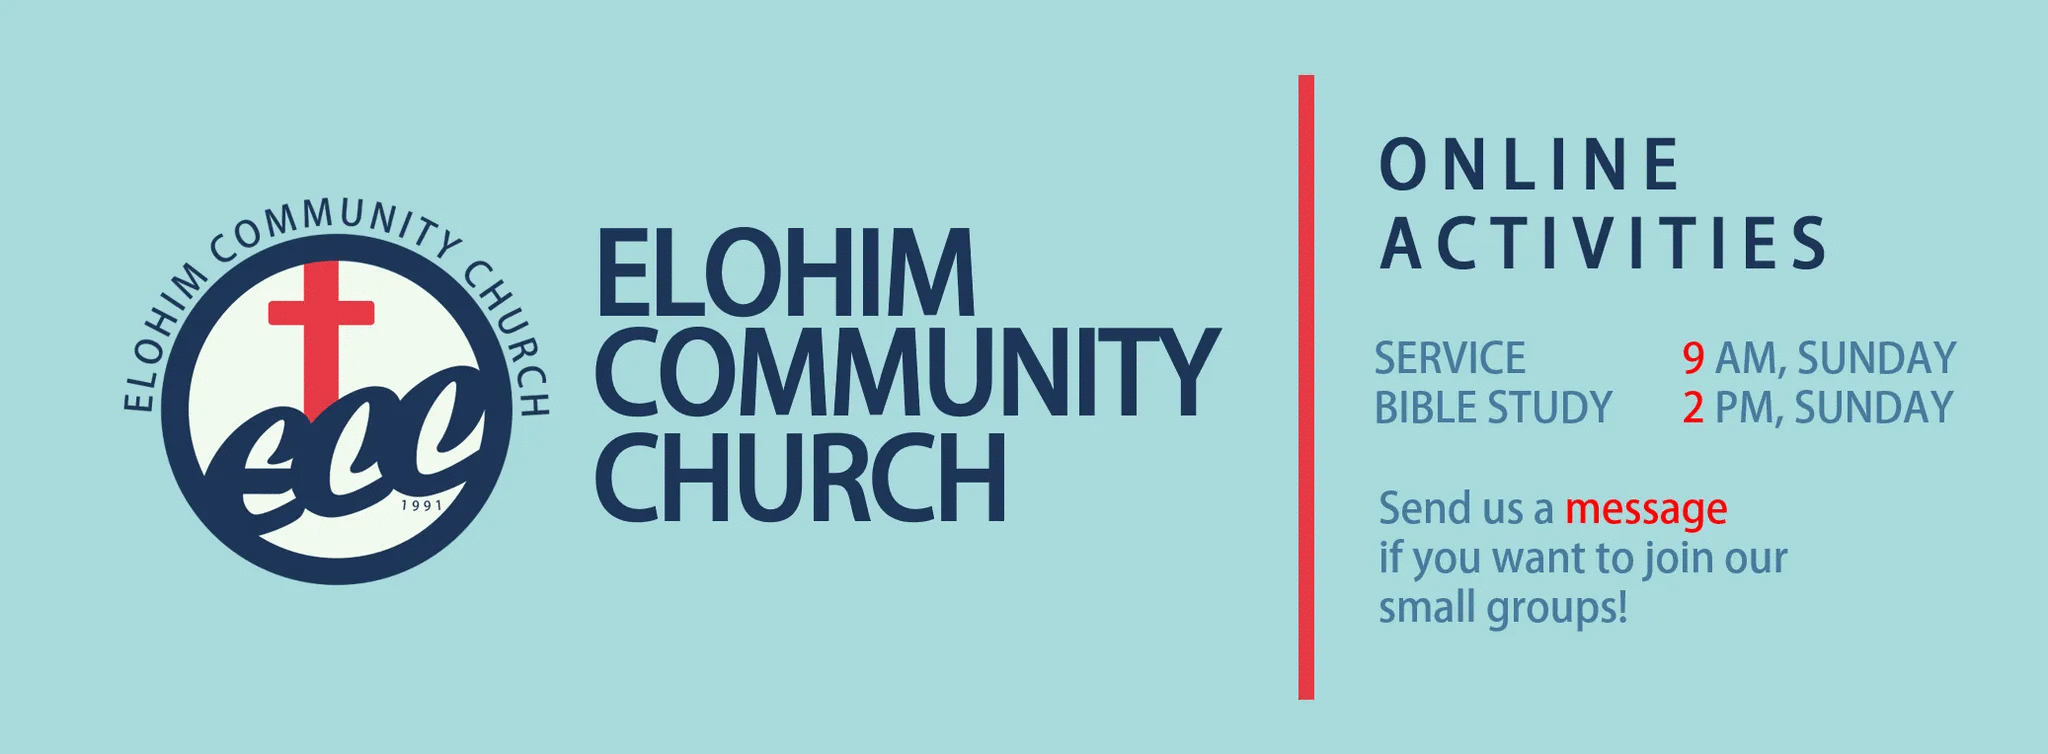 ELOHIM COMMUNITY CHURCH
ecc
1991
ELOHIM
COMMUNITY
CHURCH
ONLINE
ACTIVITIES
SERVICE 9 AM, SUNDAY
BIBLE STUDY 2 PM, SUNDAY
Send us a message
if you want to join our
small groups!